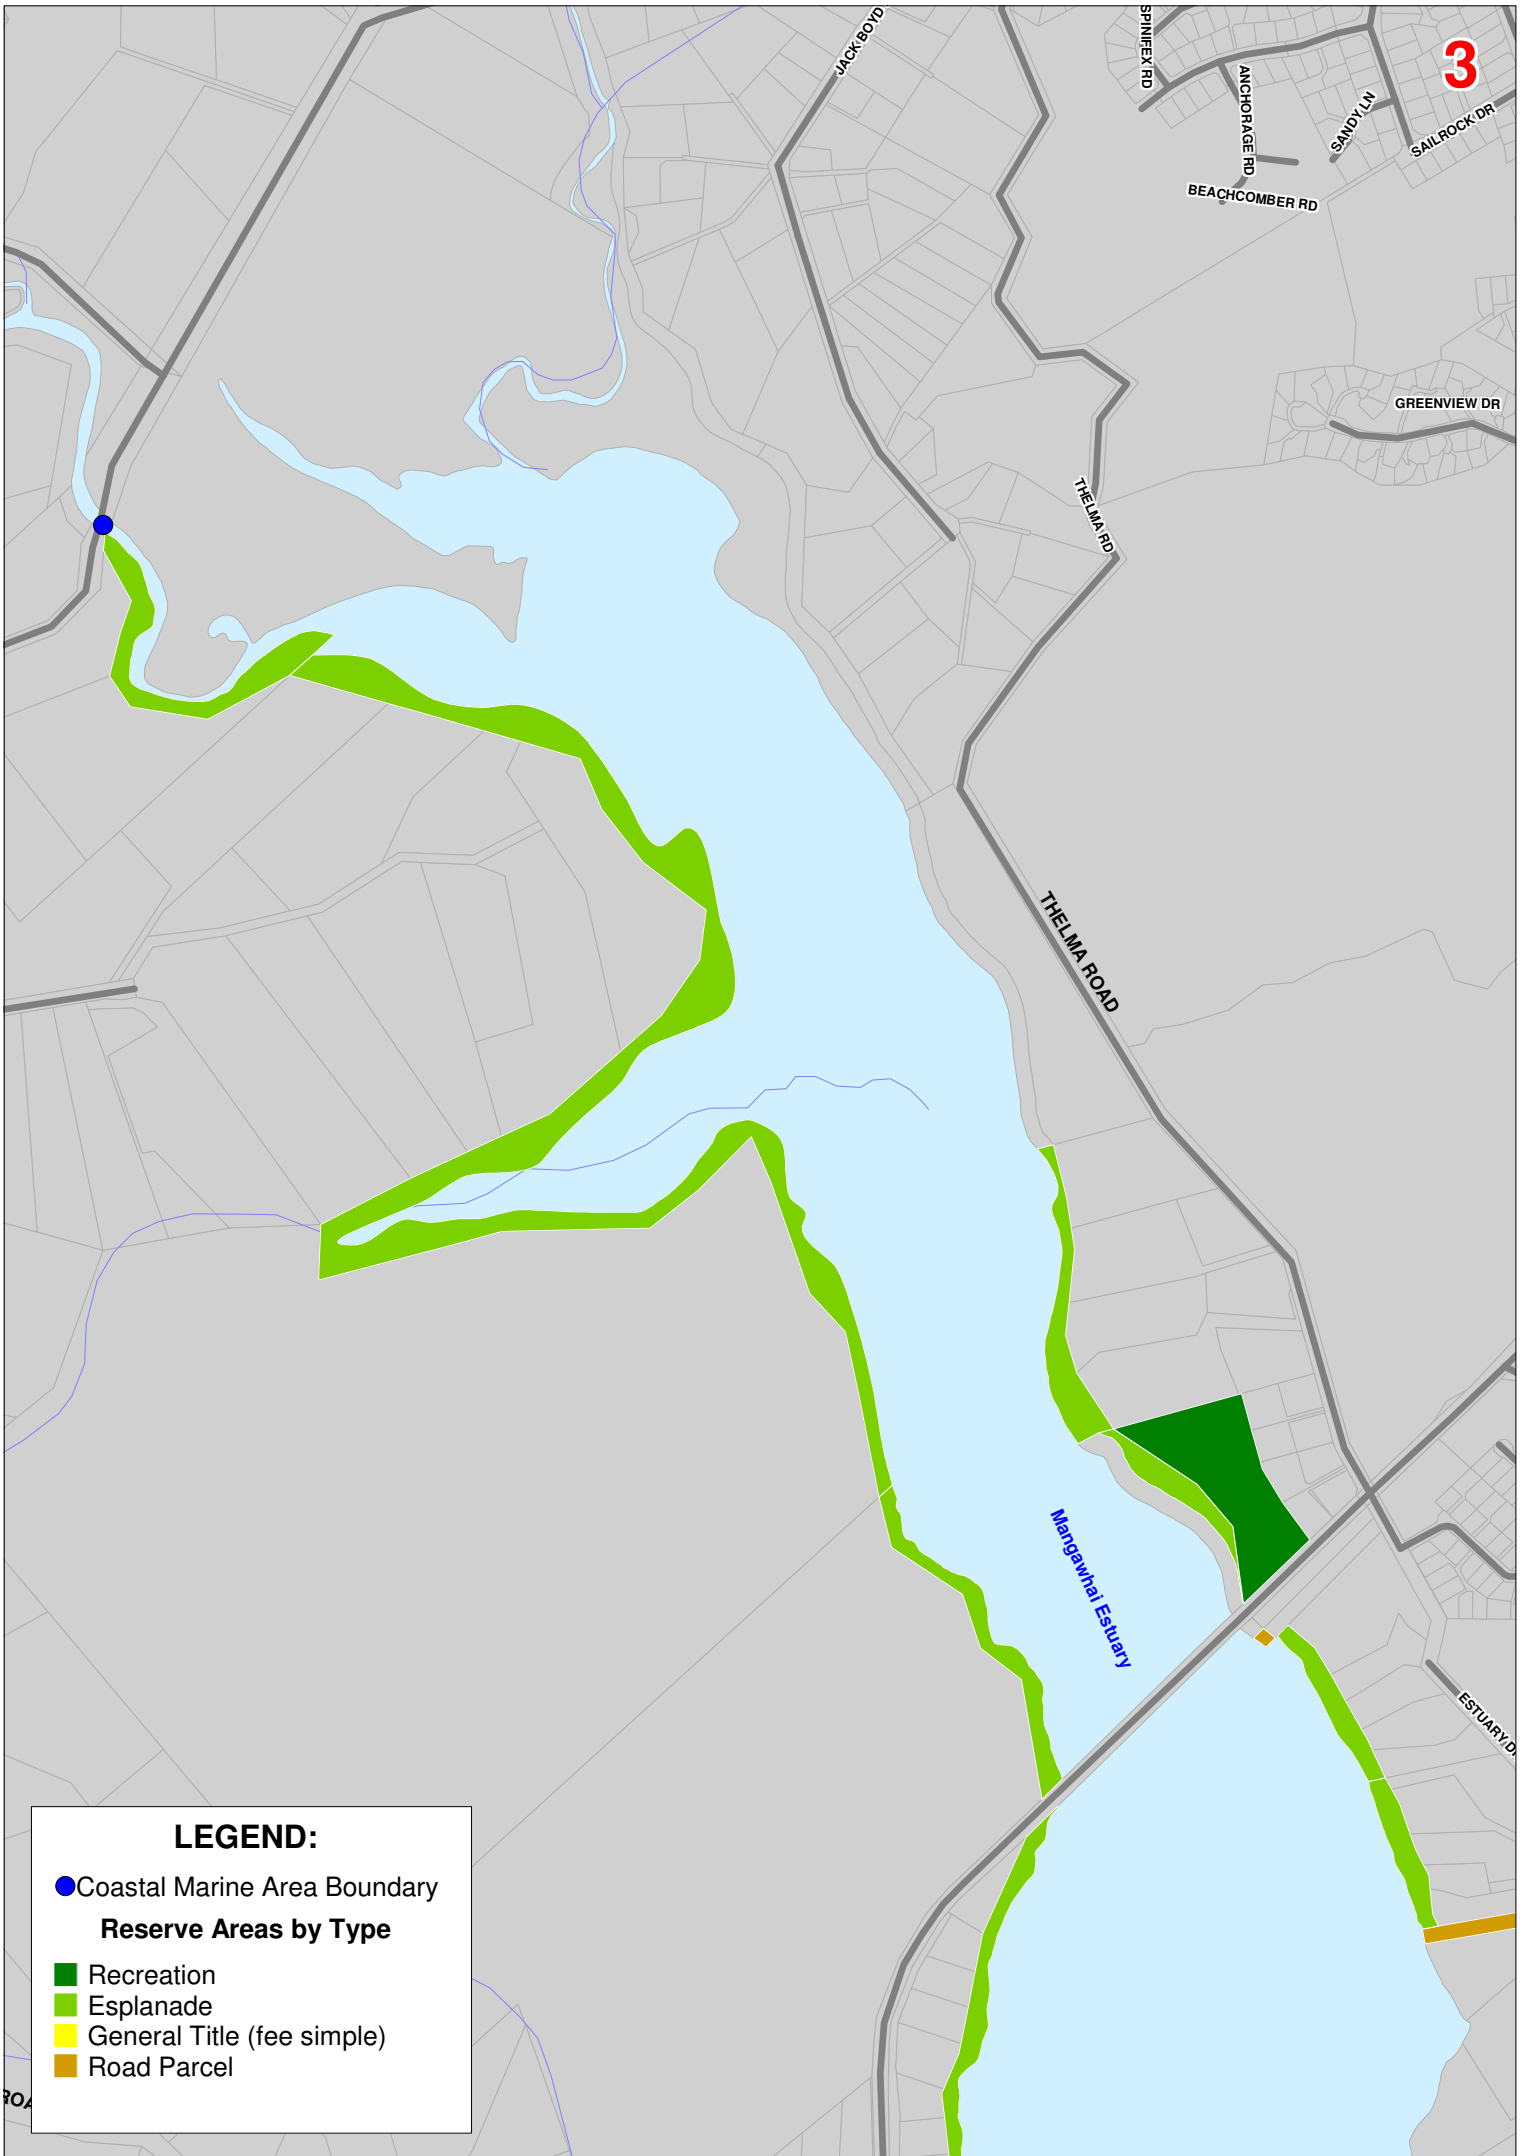 3
JACK BOYD
SPINIFEX RD
ANCHORAGE RD
SANDY LN
SAILROCK DR
BEACHCOMBER RD
GREENVIEW DR
THELMA RD
THELMA ROAD
Mangawhai Estuary
ESTUARY D
LEGEND:
Coastal Marine Area Boundary
Reserve Areas by Type
Recreation
Esplanade
General Title (fee simple)
Road Parcel